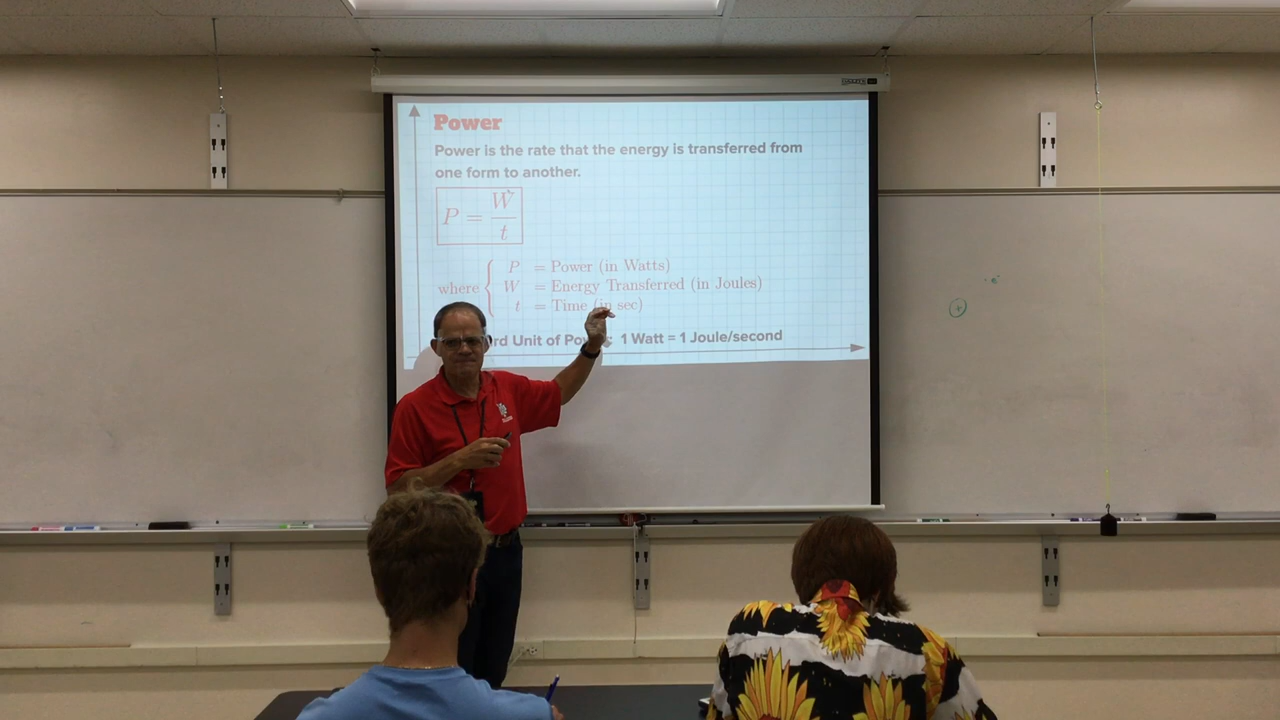 Power
Power is the rate that the energy is transferred from
one form to another.
P = W / t
where { P = Power (in Watts)
W = Energy Transferred (in Joules)
t = Time (in sec)
rd Unit of Pow : 1 Watt = 1 Joule/second